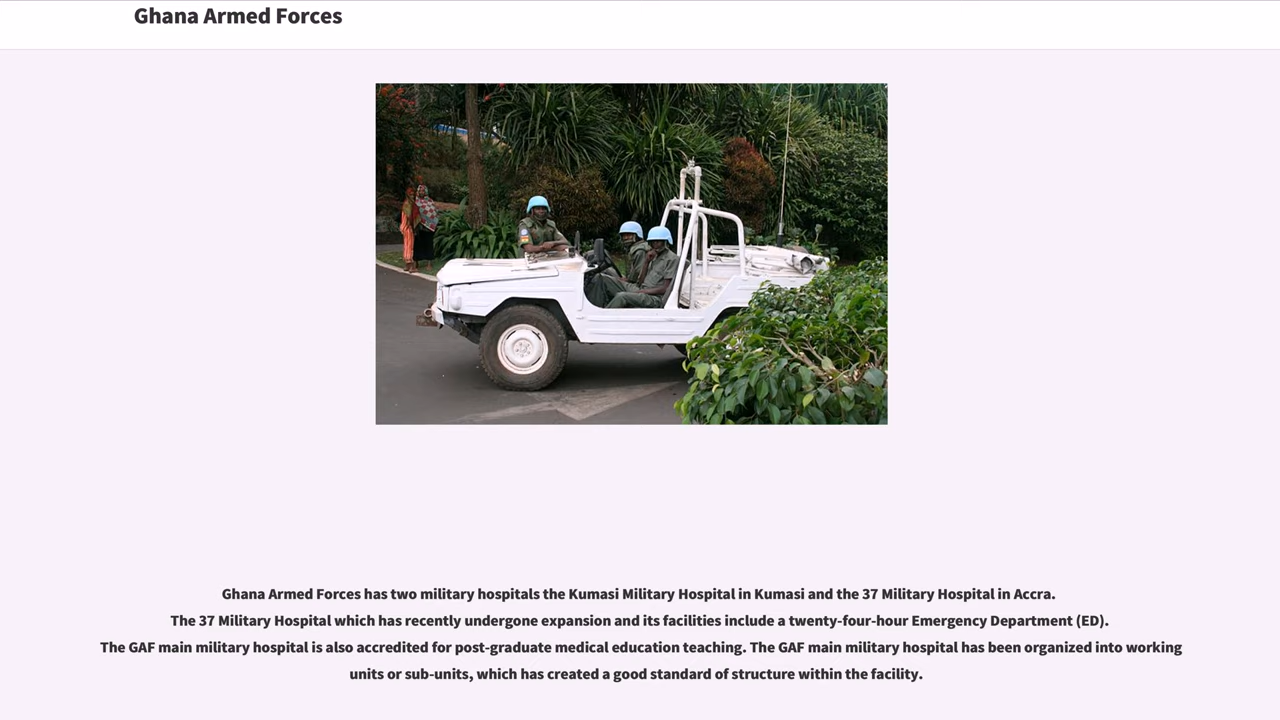 Ghana Armed Forces
Ghana Armed Forces has two military hospitals the Kumasi Military Hospital in Kumasi and the 37 Military Hospital in Accra.
The 37 Military Hospital which has recently undergone expansion and its facilities include a twenty-four-hour Emergency Department (ED).
The GAF main military hospital is also accredited for post-graduate medical education teaching. The GAF main military hospital has been organized into working
units or sub-units, which has created a good standard of structure within the facility.